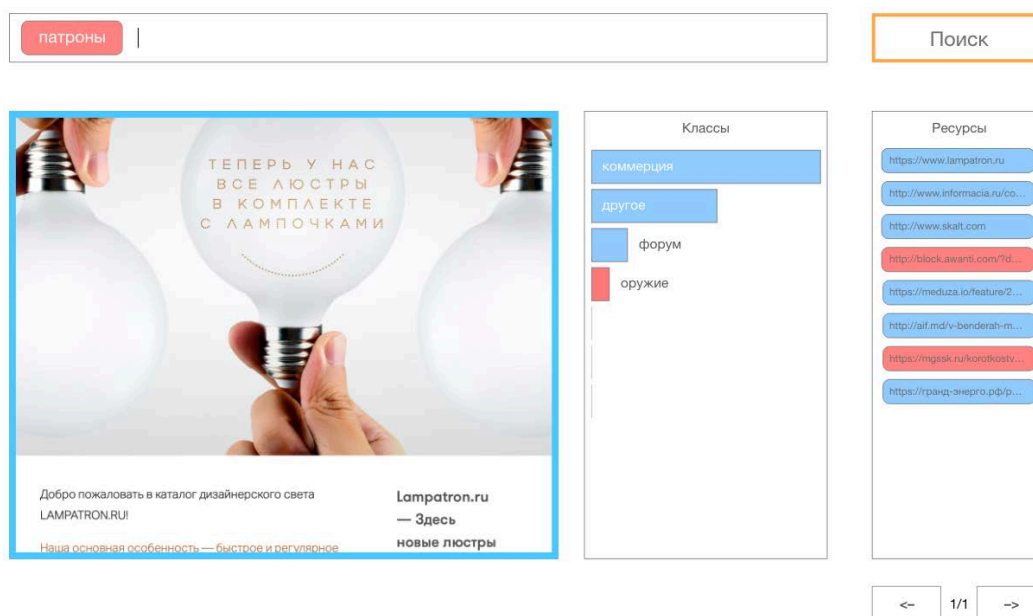 патроны
Поиск
ТЕПЕРЬ У НАС
ВСЕ ЛЮСТРЫ
В КОМПЛЕКТЕ
С ЛАМПОЧКАМИ
Добро пожаловать в каталог дизайнерского света
LAMPATRON.RU!
Наша основная особенность — быстрое и регулярное
Lampatron.ru
— Здесь
новые люстры
Классы
коммерция
другое
форум
оружие
Ресурсы
https://www.lampatron.ru
http://www.informacia.ru/co...
http://www.skalt.com
http://block.awanti.com/?d...
https://meduza.io/feature/2...
http://aif.md/v-benderah-m...
https://mgssk.ru/korotkostv...
https://гранд-энерго.рф/р...
<– 1/1 –>